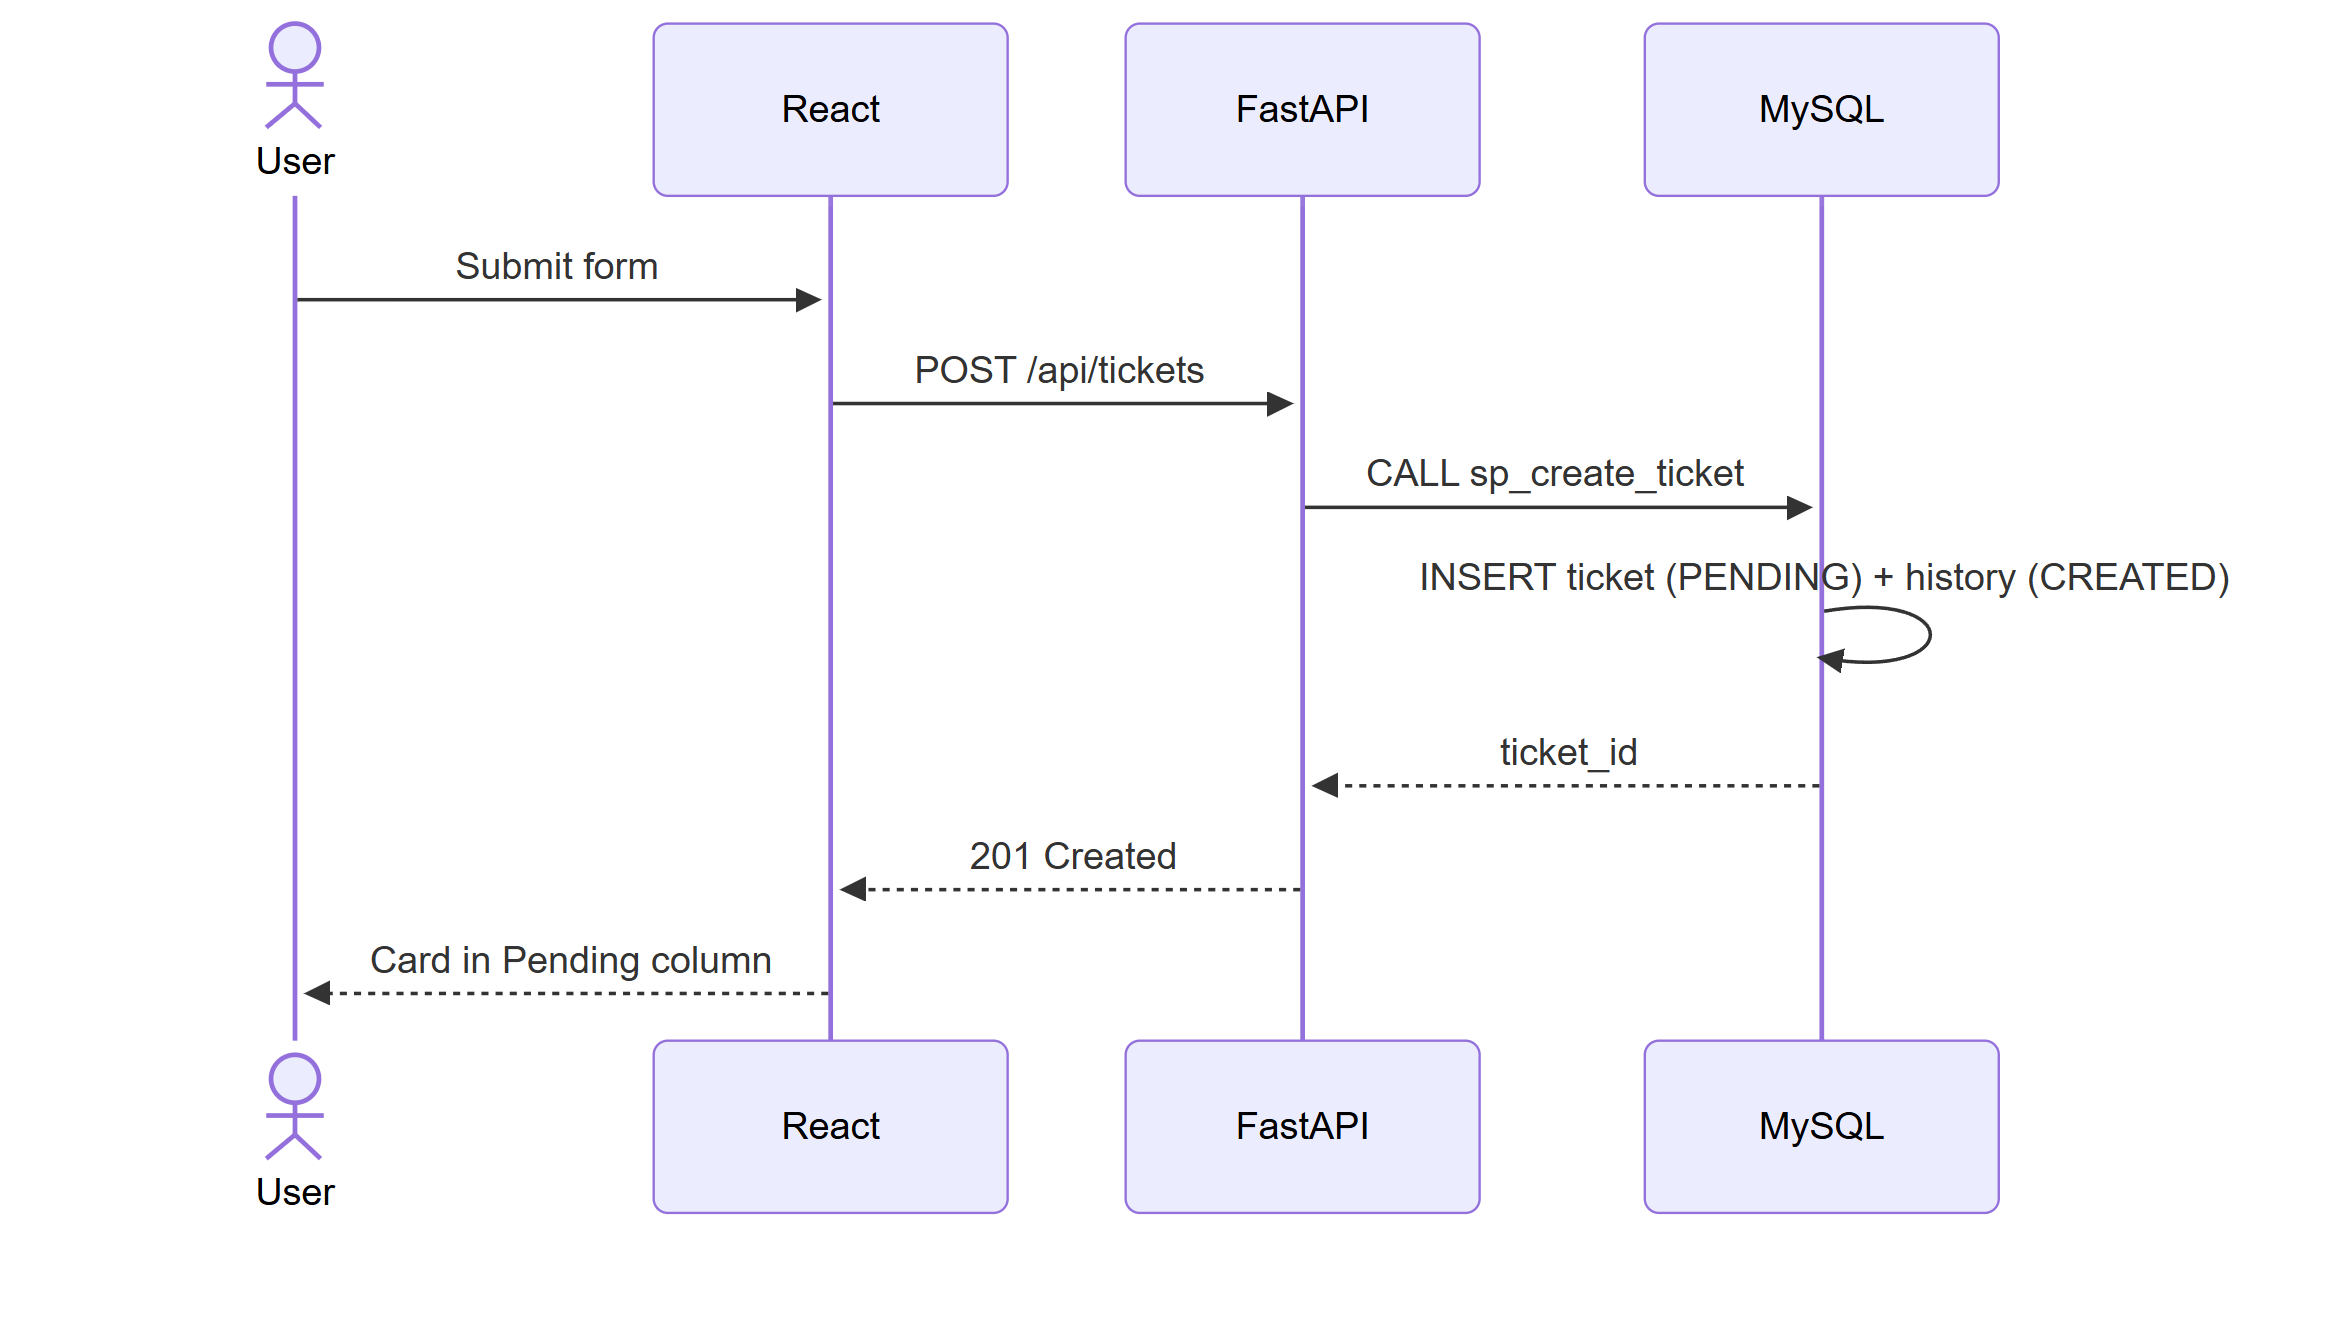 User
React
FastAPI
MySQL
Submit form
POST /api/tickets
CALL sp_create_ticket
INSERT ticket (PENDING) + history (CREATED)
ticket_id
201 Created
Card in Pending column
User
React
FastAPI
MySQL